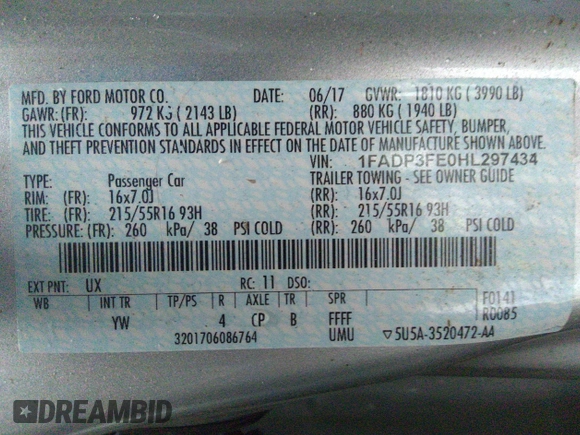 MFD. BY FORD MOTOR CO. DATE: 06/17 GVWR: 1810 KG ( 3990 LB)
GAWR: (FR): 972 KG ( 2143 LB) (RR): 880 KG ( 1940 LB)
THIS VEHICLE CONFORMS TO ALL APPLICABLE FEDERAL MOTOR VEHICLE SAFETY, BUMPER,
AND THEFT PREVENTION STANDARDS IN EFFECT ON THE DATE OF MANUFACTURE SHOWN ABOVE.
VIN: 1FADP3FE0HL297434
TYPE: Passenger Car TRAILER TOWING - SEE OWNER GUIDE
RIM: (FR): 16x7.0J (RR): 16x7.0J
TIRE: (FR): 215/55R16 93H (RR): 215/55R16 93H
PRESSURE: (FR): 260 kPa/ 38 PSI COLD (RR): 260 kPa/ 38 PSI COLD
EXT PNT: UX RC: 11 DSO:
WB INT TR TP/PS R AXLE TR SPR F0141
YW 4 CP B FFFF R0085
3201706086764 UMU ▽5U5A-3520472-AA
DREAMBID